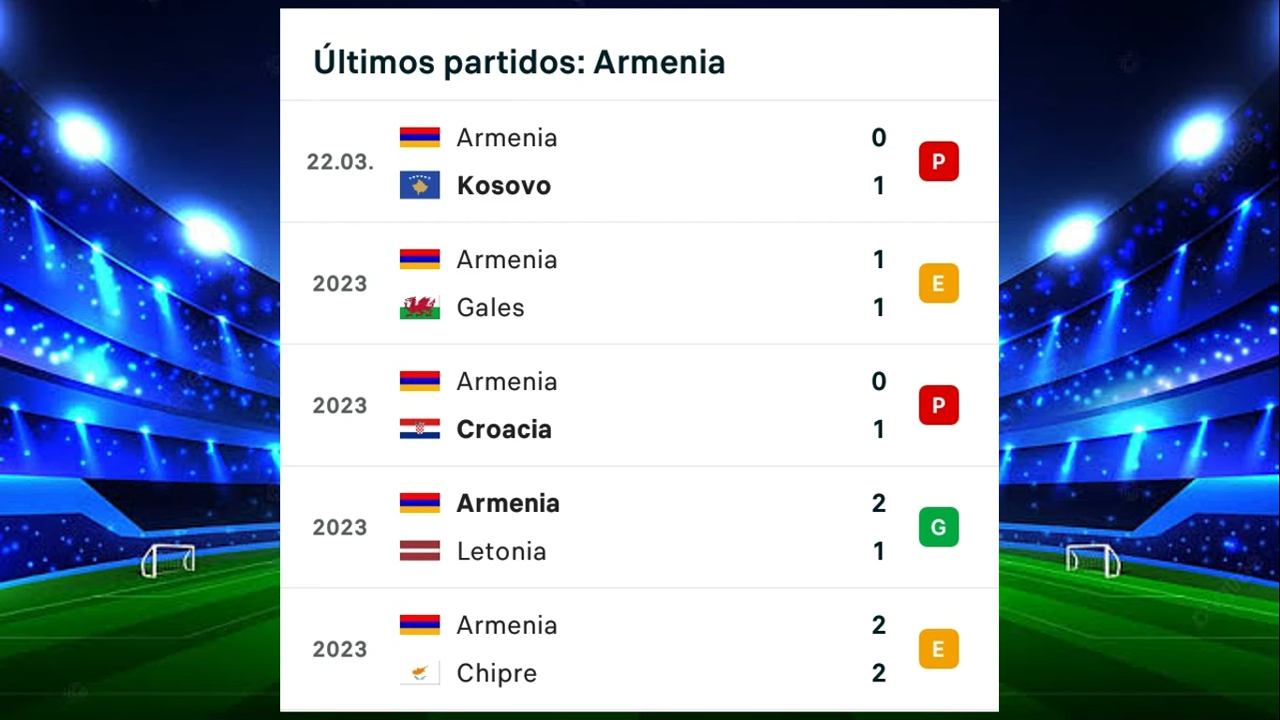 Últimos partidos: Armenia
22.03.
Armenia 0
Kosovo 1
P
2023
Armenia 1
Gales 1
E
2023
Armenia 0
Croacia 1
P
2023
Armenia 2
Letonia 1
G
2023
Armenia 2
Chipre 2
E